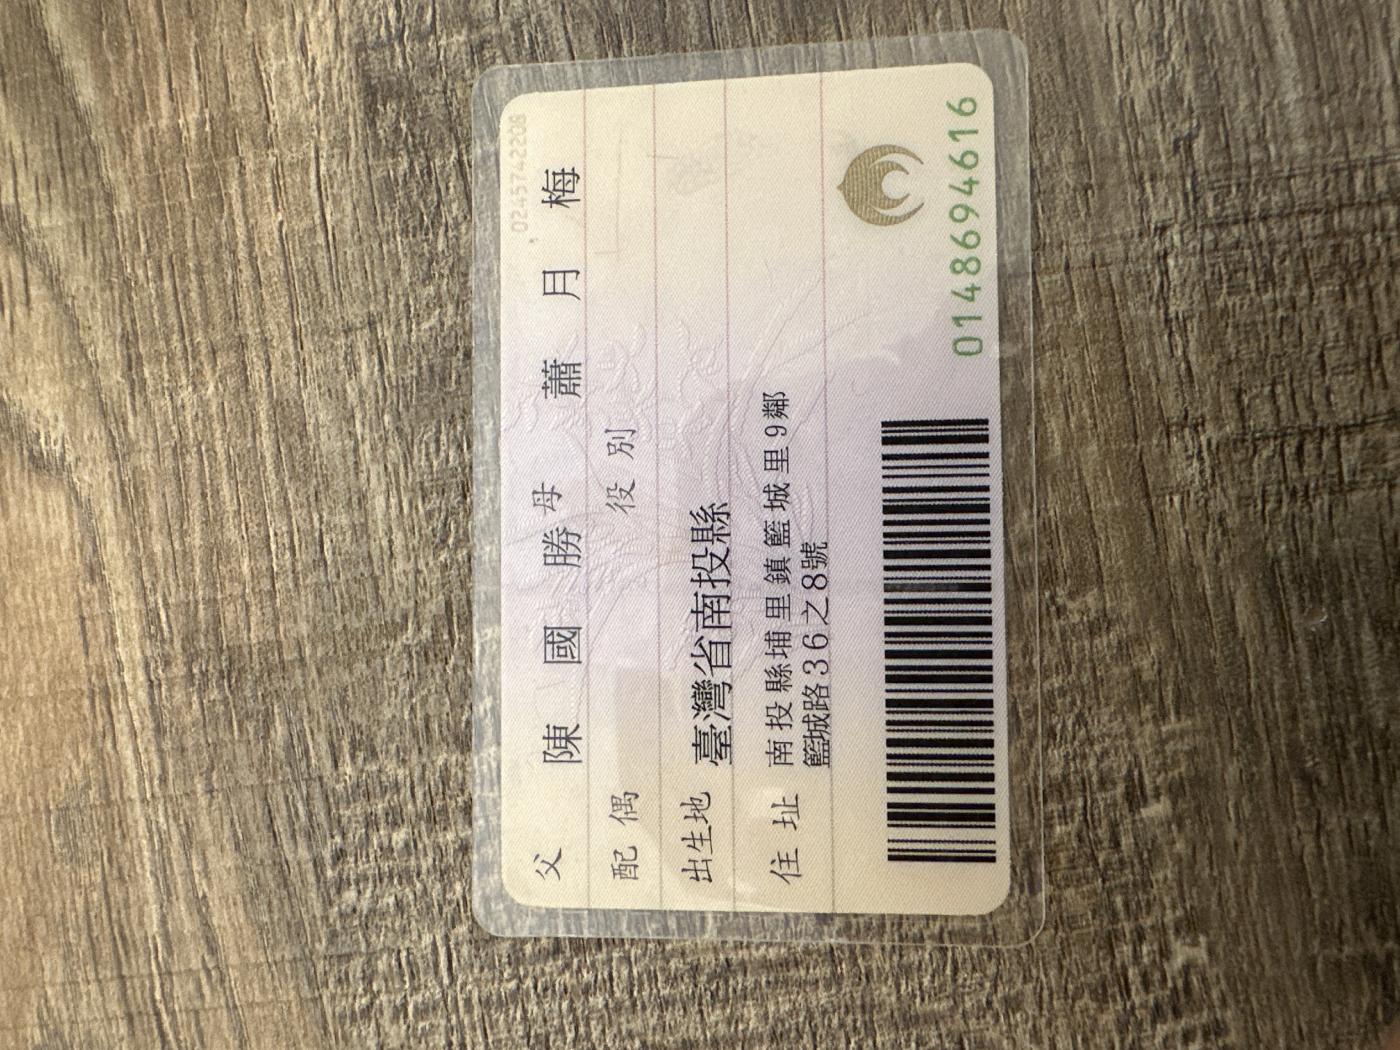 0245742208
父 陳國勝 母 蕭月梅
配偶 役別
出生地 臺灣省南投縣
住址 南投縣埔里鎮籃城里9鄰
籃城路36之8號
0148694616